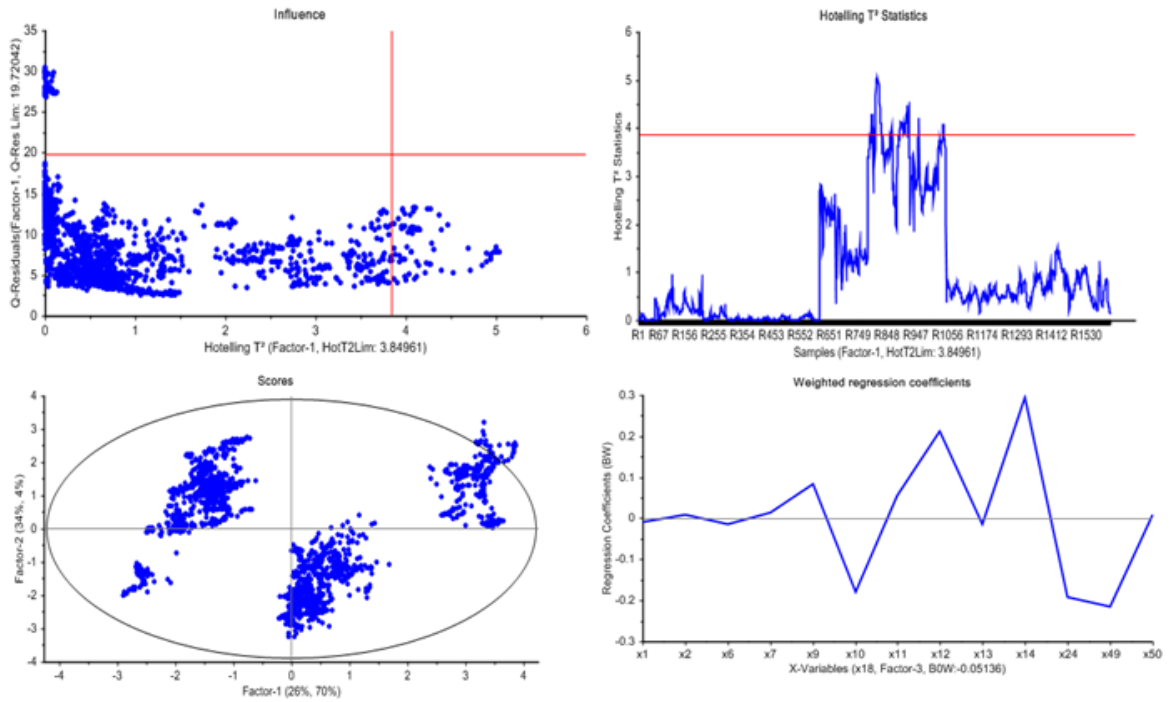 Influence
Q-Residuals(Factor-1, Q-Res Lim: 19.72042)
35
30
25
20
15
10
5
0
0 1 2 3 4 5 6
Hotelling T² (Factor-1, HotT2Lim: 3.84961)
Hotelling T² Statistics
Hotelling T² Statistics
6
5
4
3
2
1
0
R1 R67 R156 R255 R354 R453 R552 R651 R749 R848 R947 R1056 R1174 R1293 R1412 R1530
Samples (Factor-1, HotT2Lim: 3.84961)
Scores
Factor-2 (34%, 4%)
4
3
2
1
0
-1
-2
-3
-4
-4 -3 -2 -1 0 1 2 3 4
Factor-1 (26%, 70%)
Weighted regression coefficients
Regression Coefficients (BW)
0.3
0.2
0.1
0
-0.1
-0.2
-0.3
x1 x2 x6 x7 x9 x10 x11 x12 x13 x14 x24 x49 x50
X-Variables (x18, Factor-3, B0W:-0.05136)